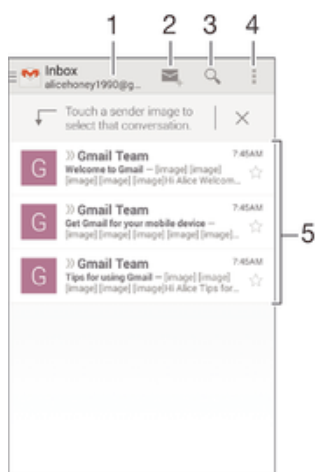 1 2 3 4
Inbox
alicehoney1990@g...
Touch a sender image to
select that conversation.
G
» Gmail Team 7:45AM
Welcome to Gmail – [image] [image]
[image] [image] [image]Hi Alice Welcom...
G
» Gmail Team 7:45AM
Get Gmail for your mobile device –
[image] [image] [image] [image] [image]...
G
» Gmail Team 7:45AM
Tips for using Gmail – [image] [image]
[image] [image] [image]Hi Alice Tips for...
5